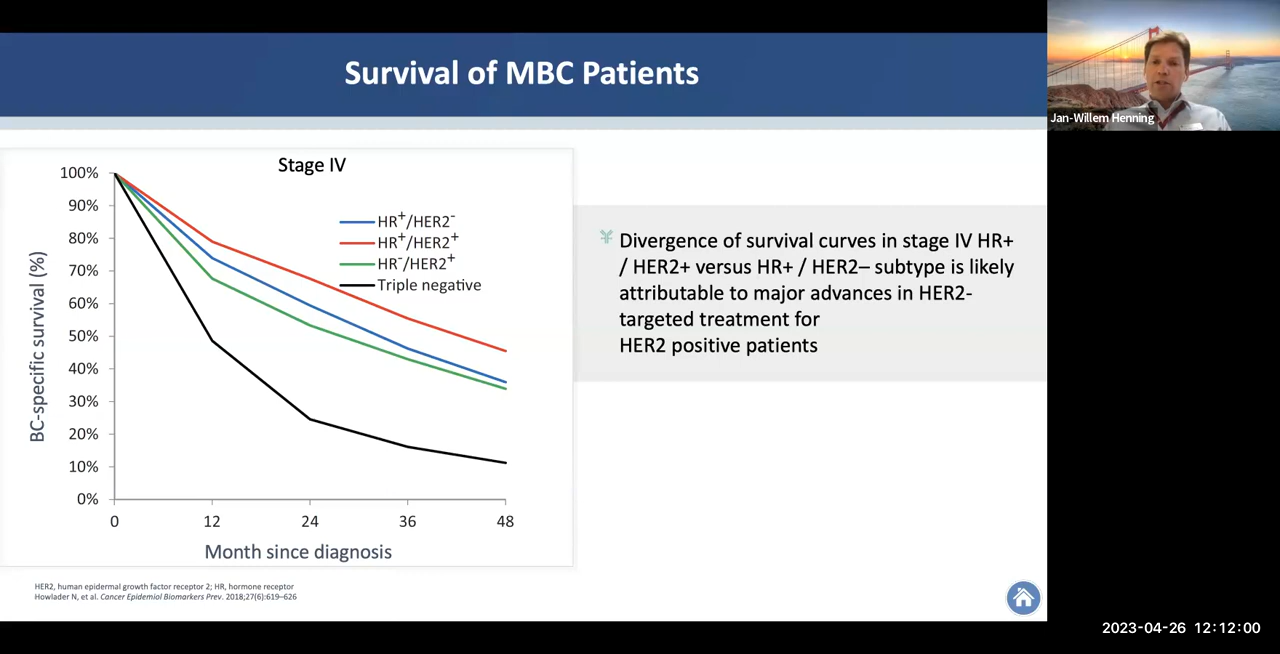 Survival of MBC Patients
Jan-Willem Henning
Stage IV
100%
90%
80%
70%
60%
50%
40%
30%
20%
10%
0%
BC-specific survival (%)
HR+/HER2-
HR+/HER2+
HR-/HER2+
Triple negative
0 12 24 36 48
Month since diagnosis
Divergence of survival curves in stage IV HR+
/ HER2+ versus HR+ / HER2– subtype is likely
attributable to major advances in HER2-
targeted treatment for
HER2 positive patients
HER2, human epidermal growth factor receptor 2; HR, hormone receptor
Howlader N, et al. Cancer Epidemiol Biomarkers Prev. 2018;27(6):619–626
2023-04-26 12:12:00